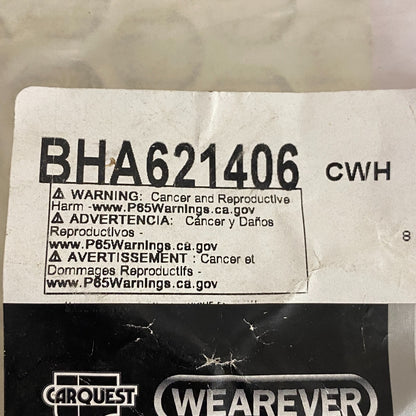 BHA621406 CWH
⚠ WARNING: Cancer and Reproductive
Harm -www.P65Warnings.ca.gov
⚠ ADVERTENCIA: Cáncer y Daños
Reproductivos -
www.P65Warnings.ca.gov
⚠ AVERTISSEMENT : Cancer et
Dommages Reproductifs -
www.P65Warnings.ca.gov
8
CARQUEST WEAREVER